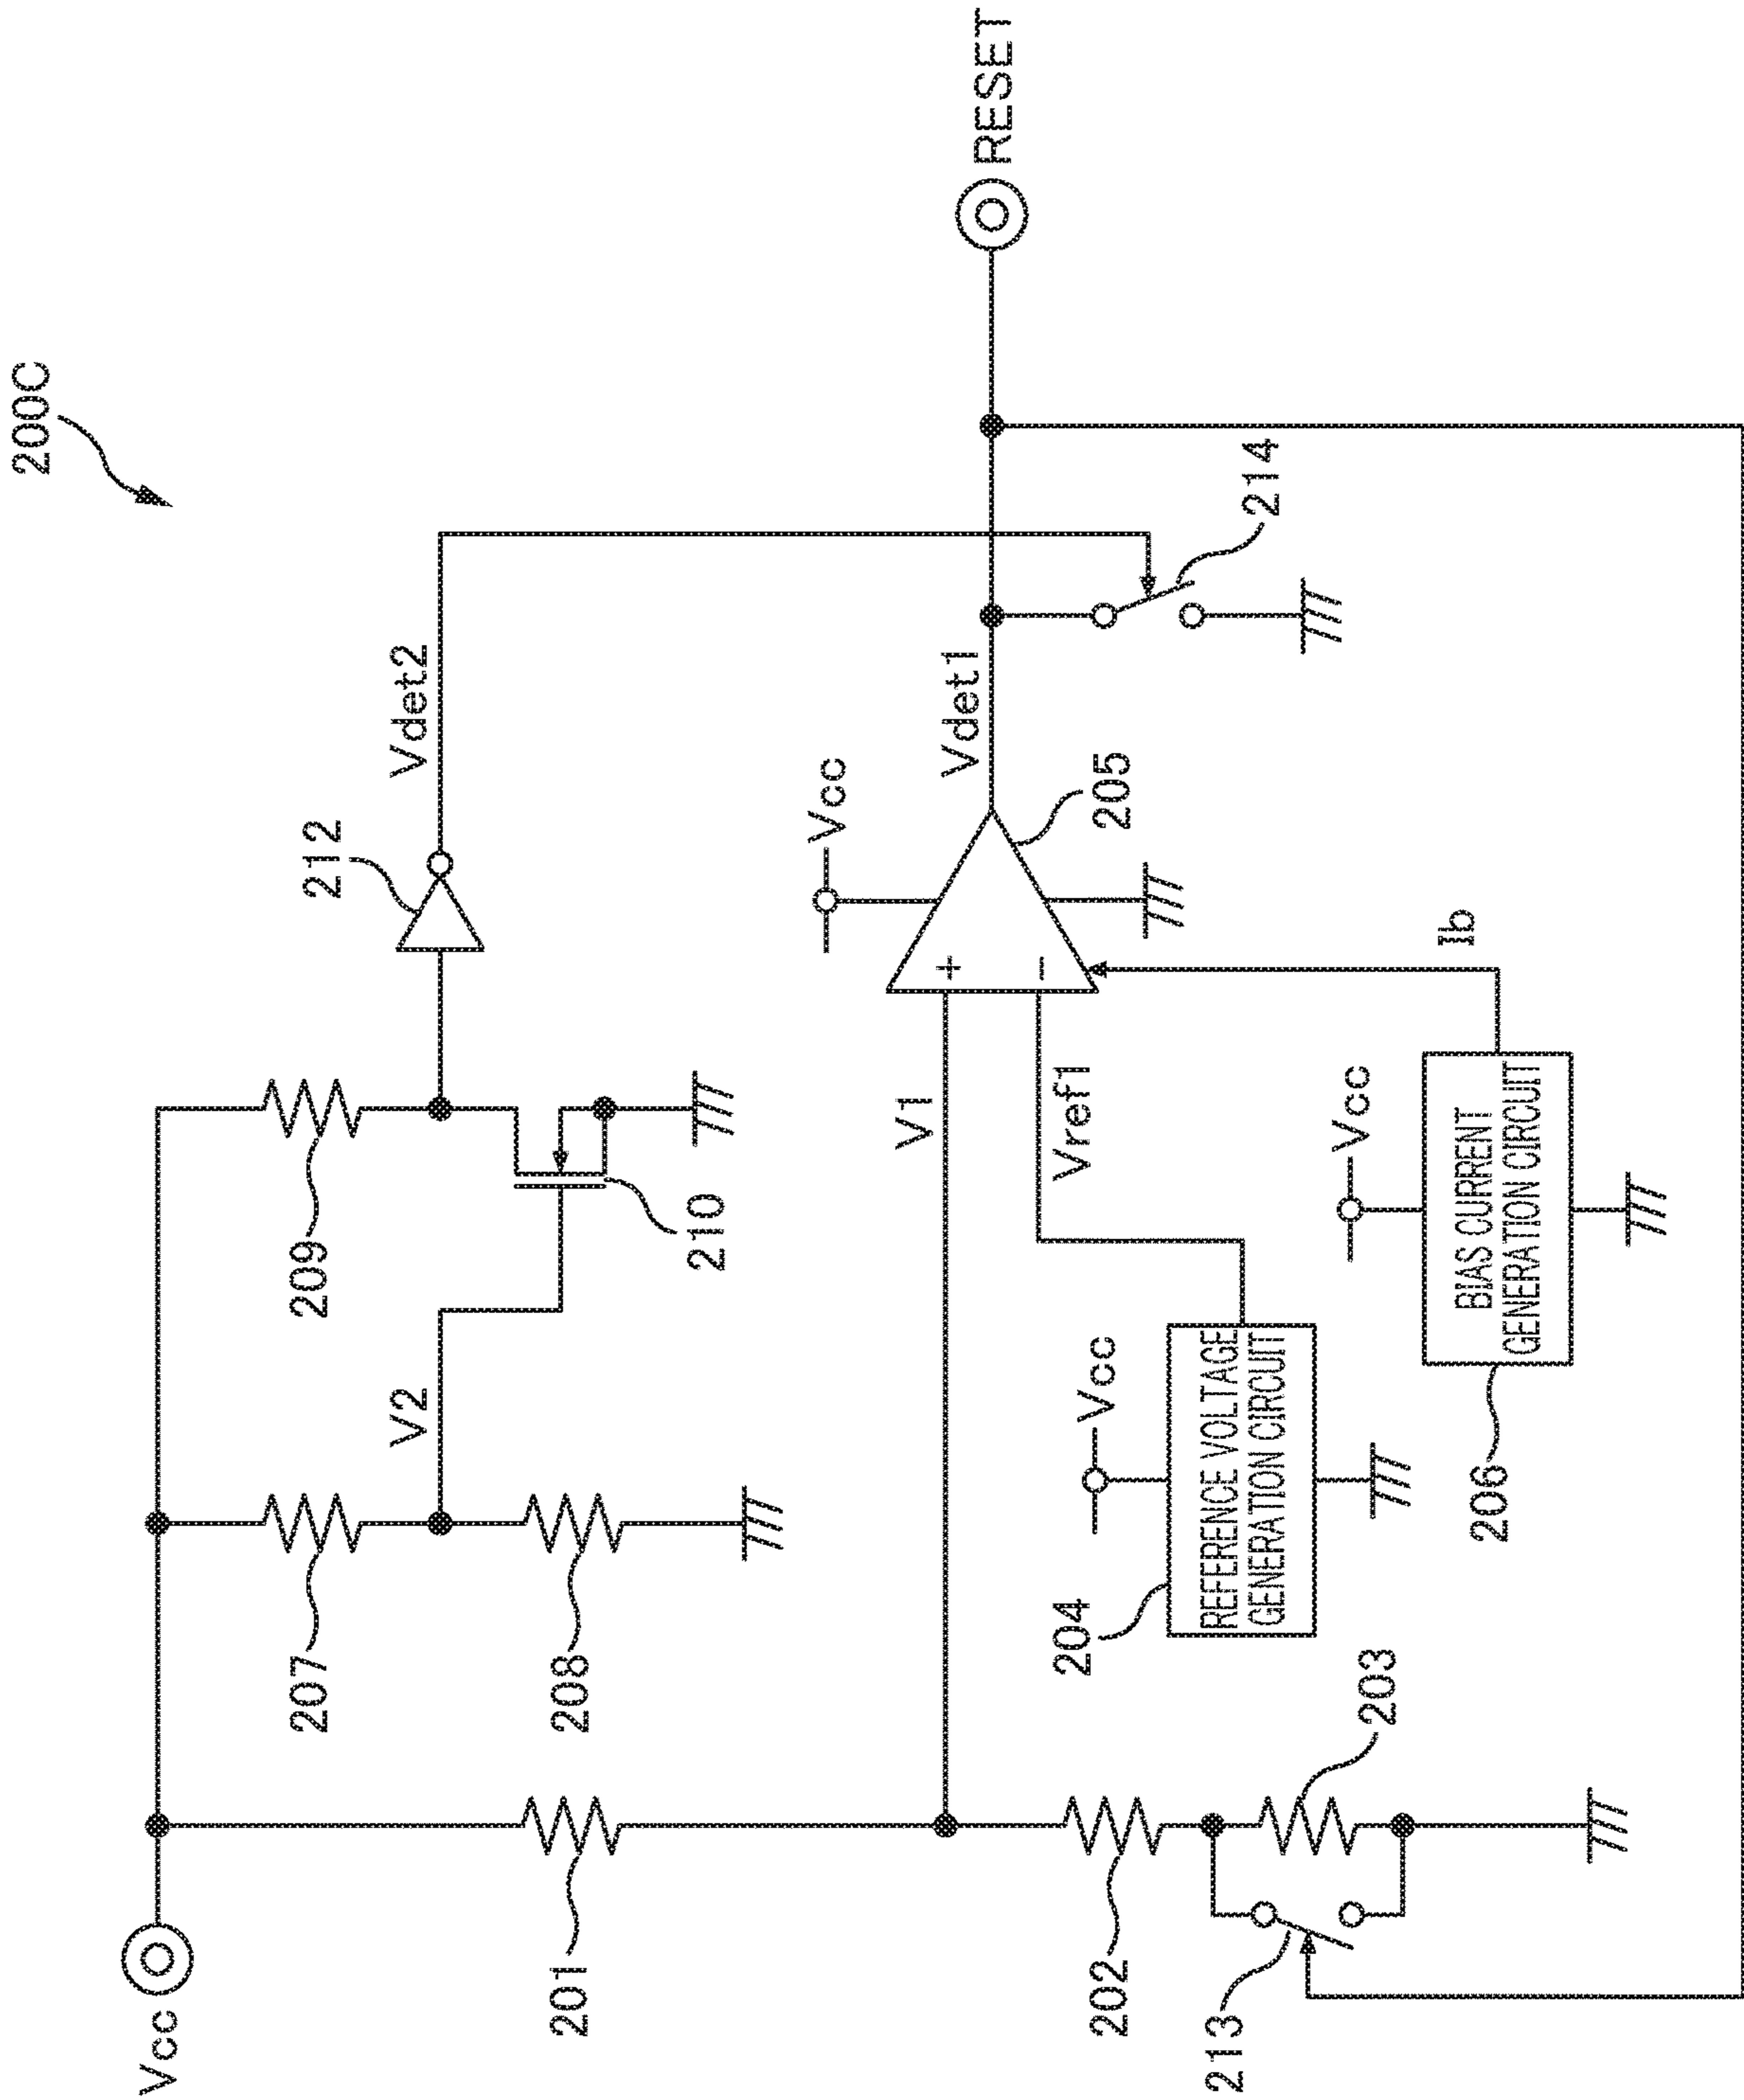 200C
Vcc
207
209
212
Vdet2
V2
208
210
201
V1
Vcc
Vdet1
RESET
Vref1
205
214
Vcc
204
REFERENCE VOLTAGE
GENERATION CIRCUIT
202
203
213
Vcc
Ib
BIAS CURRENT
GENERATION CIRCUIT
206
+
-